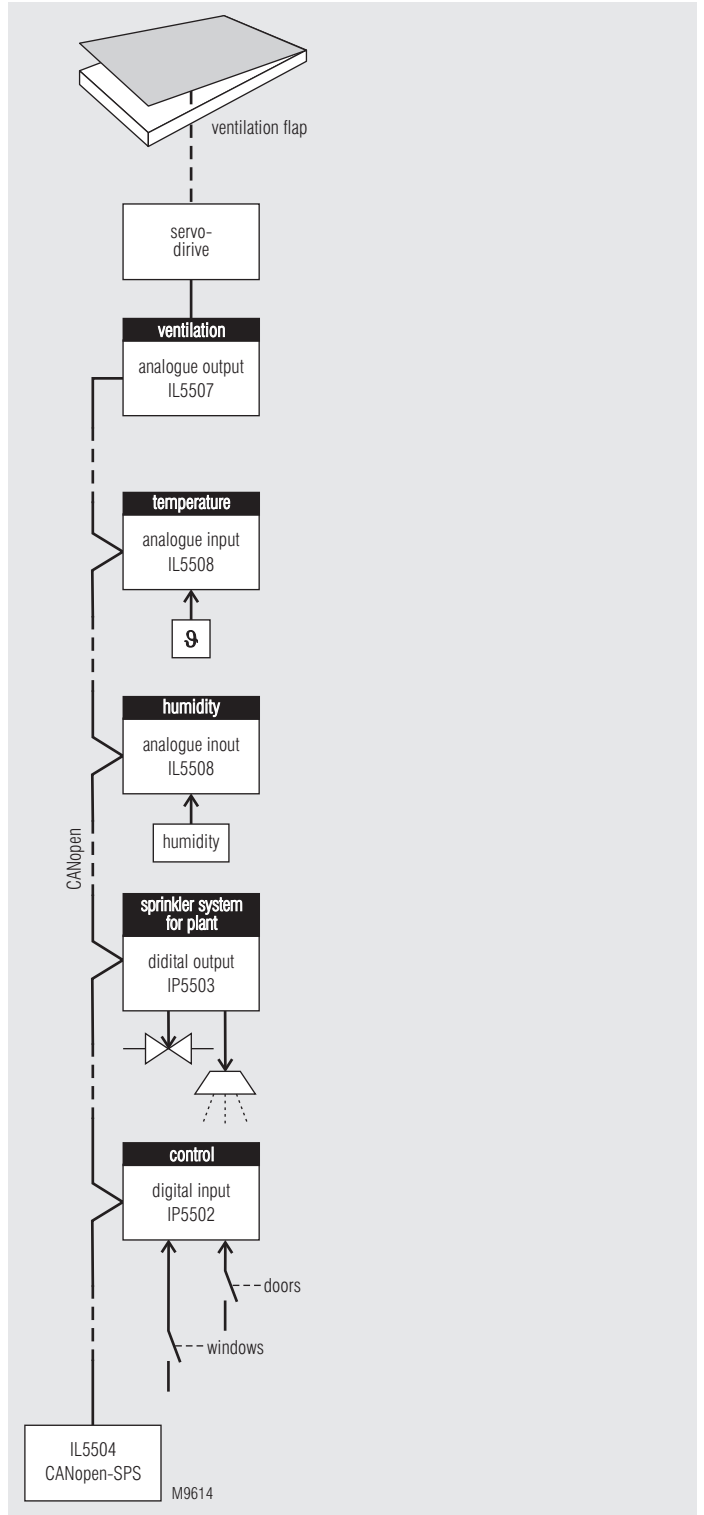 ventilation flap
servo-
dirive
ventilation
analogue output
IL5507
temperature
analogue input
IL5508
ϑ
humidity
analogue inout
IL5508
humidity
CANopen
sprinkler system
for plant
didital output
IP5503
control
digital input
IP5502
doors
windows
IL5504
CANopen-SPS
M9614